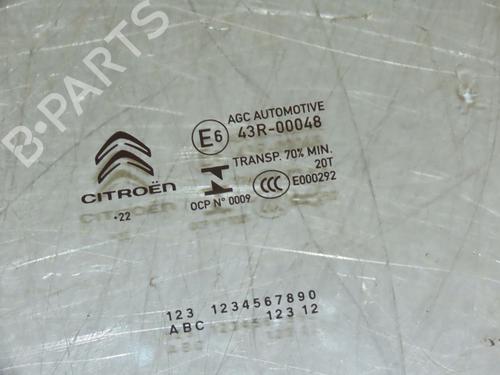 B-PARTS
AGC AUTOMOTIVE
E6 43R-00048
TRANSP. 70% MIN.
20T
CITROËN
CCC E000292
OCP N° 0009
·22
123 1234567890
ABC 123 12